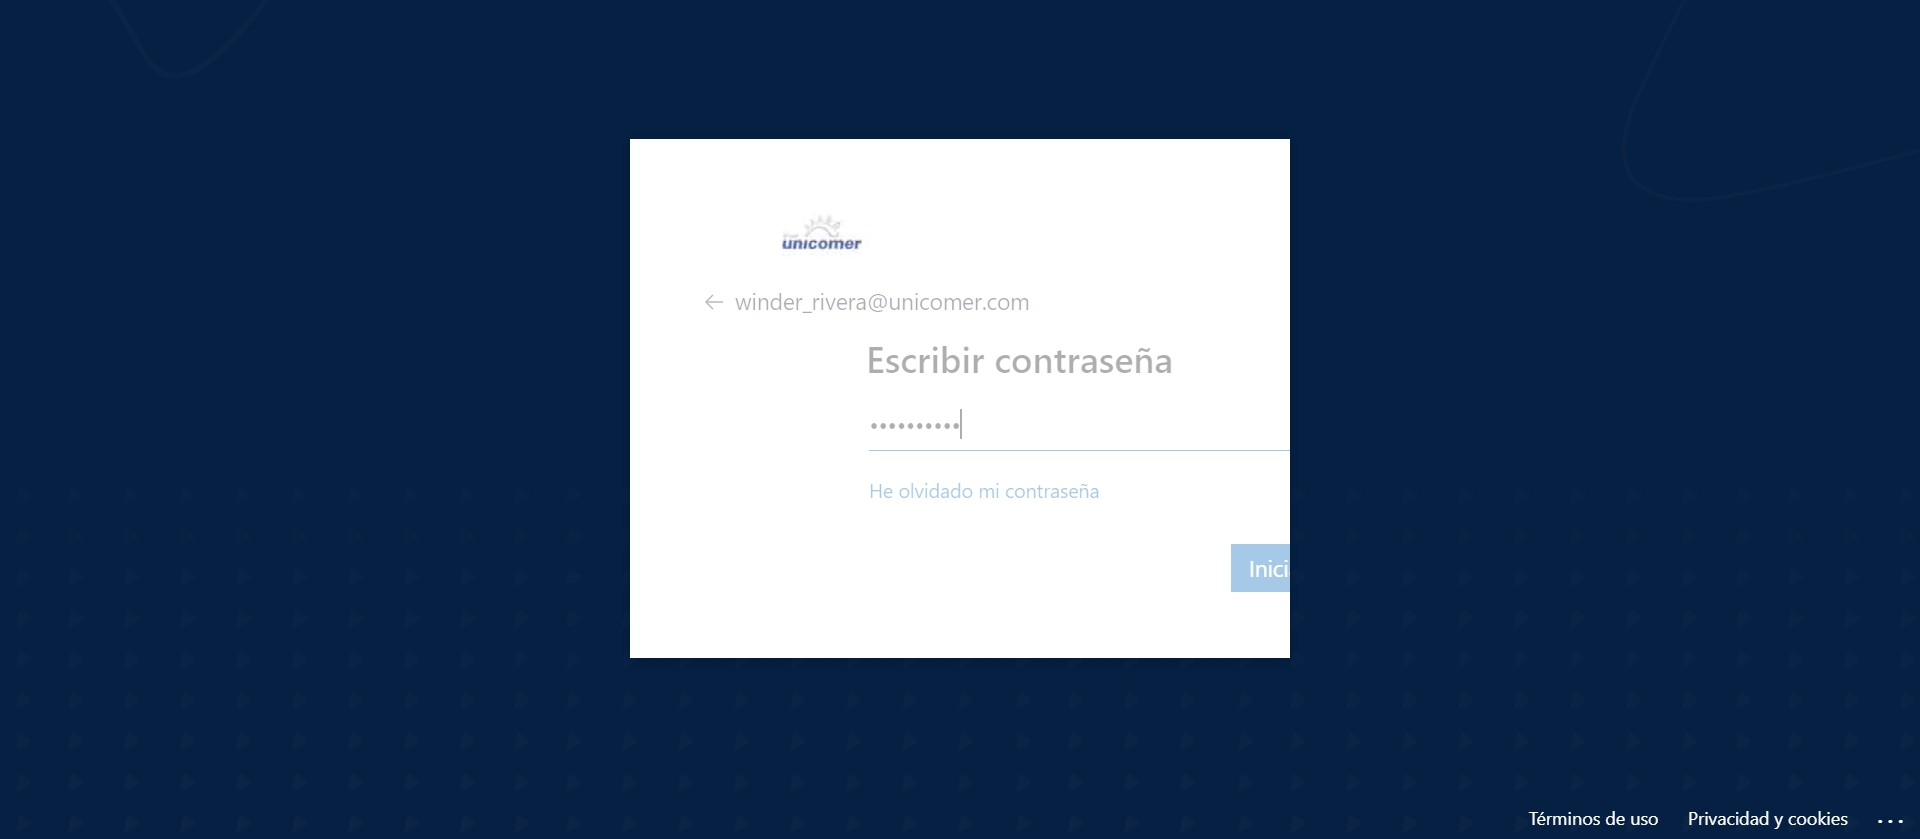 unicomer
winder_rivera@unicomer.com
Escribir contraseña
••••••••••
He olvidado mi contraseña
Inici
Términos de uso
Privacidad y cookies
...